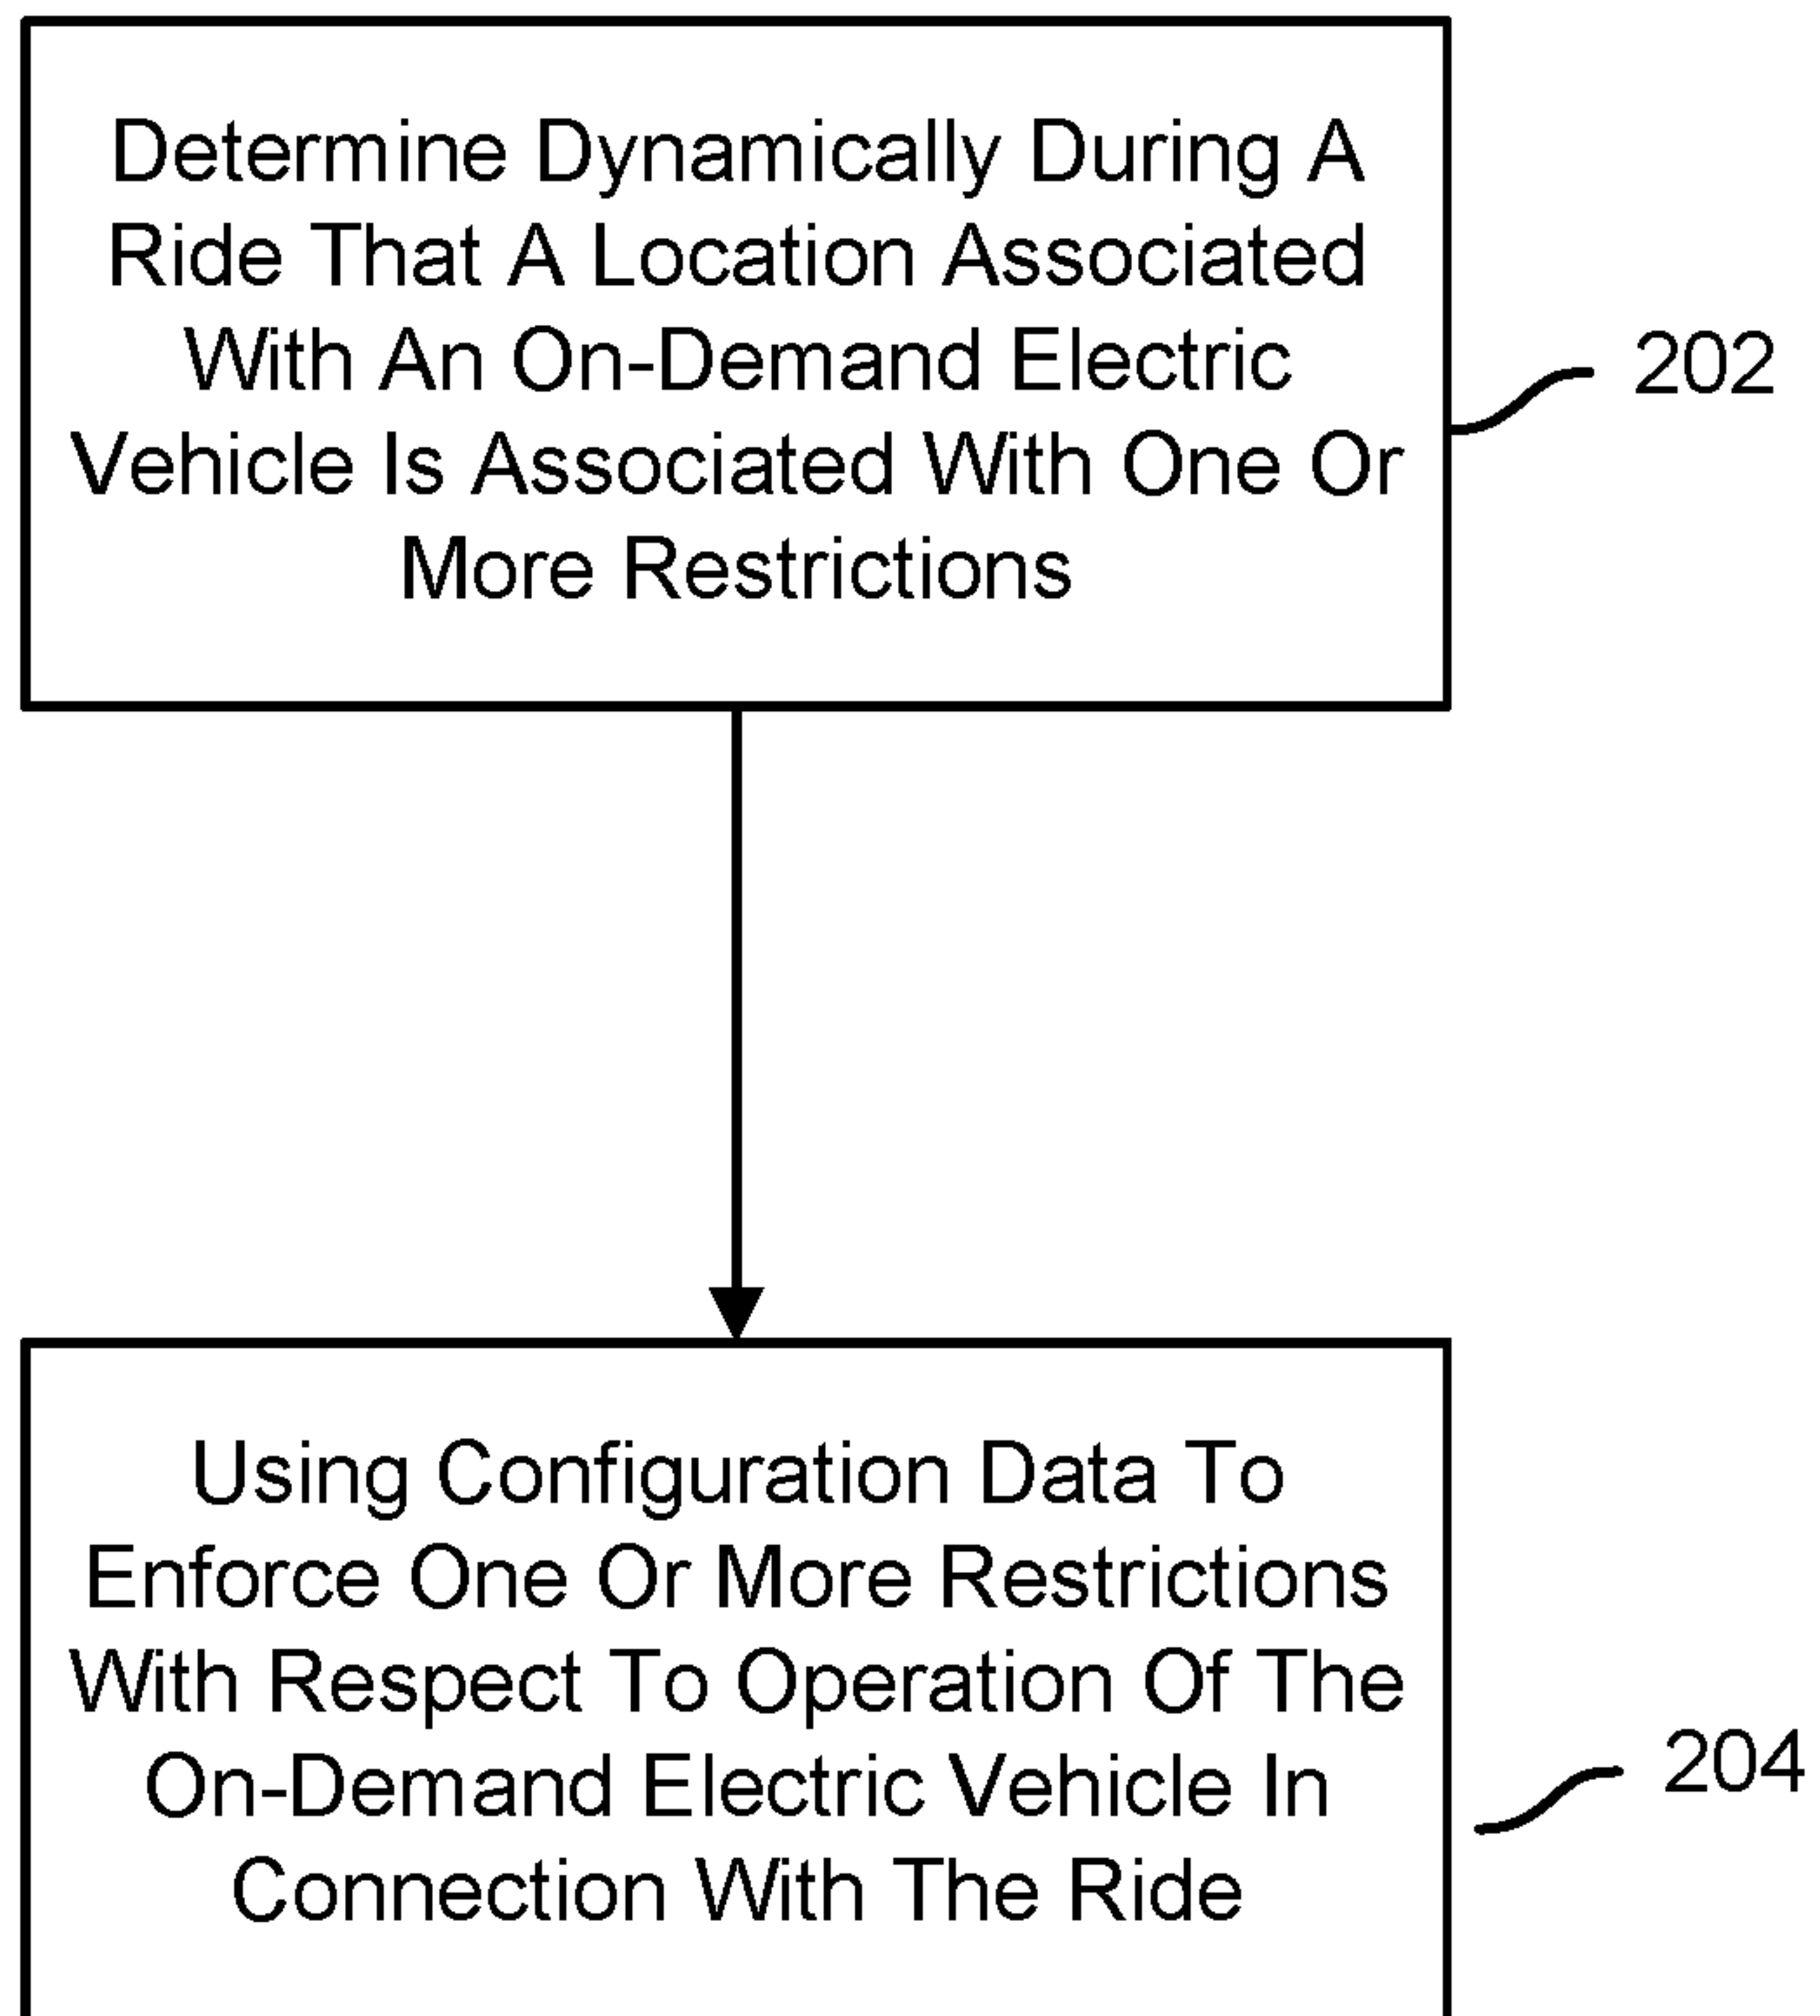 Determine Dynamically During A
Ride That A Location Associated
With An On-Demand Electric
Vehicle Is Associated With One Or
More Restrictions
202
Using Configuration Data To
Enforce One Or More Restrictions
With Respect To Operation Of The
On-Demand Electric Vehicle In
Connection With The Ride
204